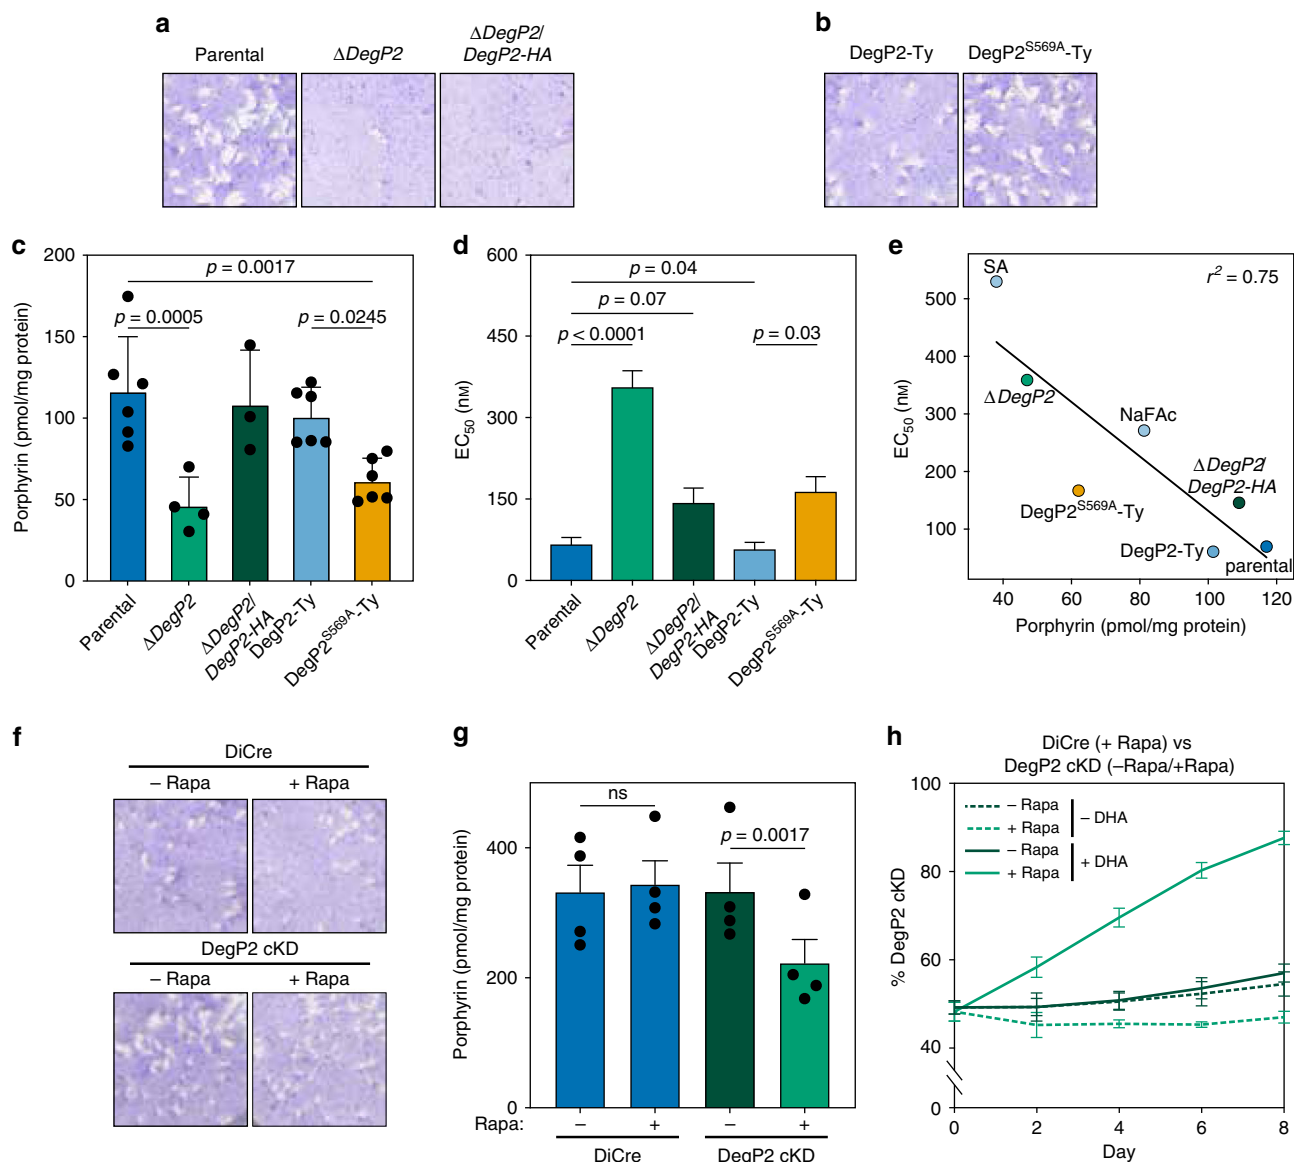 a
Parental
ΔDegP2
ΔDegP2/
DegP2-HA
b
DegP2-Ty
DegP2S569A-Ty
c
Porphyrin (pmol/mg protein)
200
150
100
50
0
p = 0.0017
p = 0.0005
p = 0.0245
Parental
ΔDegP2
ΔDegP2/
DegP2-HA
DegP2-Ty
DegP2S569A-Ty
d
EC50 (nM)
600
450
300
150
0
p = 0.04
p = 0.07
p < 0.0001
p = 0.03
Parental
ΔDegP2
ΔDegP2/
DegP2-HA
DegP2-Ty
DegP2S569A-Ty
e
EC50 (nM)
500
400
300
200
100
SA
r2 = 0.75
ΔDegP2
NaFAc
ΔDegP2/
DegP2-HA
DegP2S569A-Ty
DegP2-Ty
parental
40 60 80 100 120
Porphyrin (pmol/mg protein)
f
DiCre
– Rapa
+ Rapa
DegP2 cKD
– Rapa
+ Rapa
g
Porphyrin (pmol/mg protein)
400
200
0
ns
p = 0.0017
Rapa: – + – +
DiCre
DegP2 cKD
h
DiCre (+ Rapa) vs
DegP2 cKD (–Rapa/+Rapa)
% DegP2 cKD
100
80
60
40
0
– Rapa
+ Rapa
– DHA
– Rapa
+ Rapa
+ DHA
0 2 4 6 8
Day